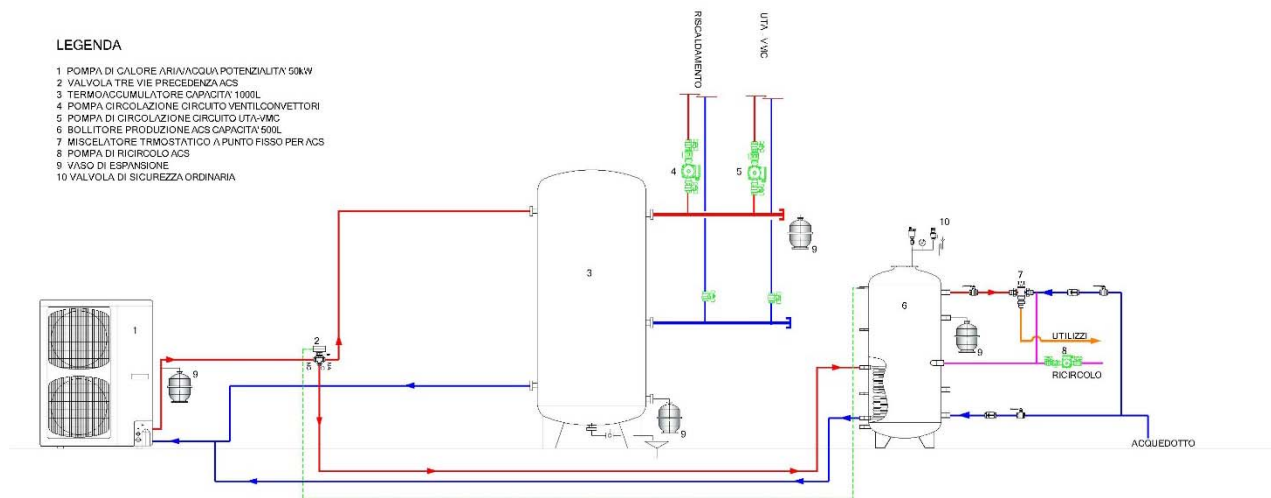 LEGENDA
1 POMPA DI CALORE ARIA/ACQUA POTENZIALITA' 50kW
2 VALVOLA TRE VIE PRECEDENZA ACS
3 TERMOACCUMULATORE CAPACITA' 1000L
4 POMPA CIRCOLAZIONE CIRCUITO VENTILCONVETTORI
5 POMPA DI CIRCOLAZIONE CIRCUITO UTA-VMC
6 BOLLITORE PRODUZIONE ACS CAPACITA' 500L
7 MISCELATORE TRMOSTATICO A PUNTO FISSO PER ACS
8 POMPA DI RICIRCOLO ACS
9 VASO DI ESPANSIONE
10 VALVOLA DI SICUREZZA ORDINARIA
RISCALDAMENTO
UTA - VMC
4
5
9
10
3
7
6
1
2
UTILIZZI
9
8
9
RICIRCOLO
9
ACQUEDOTTO